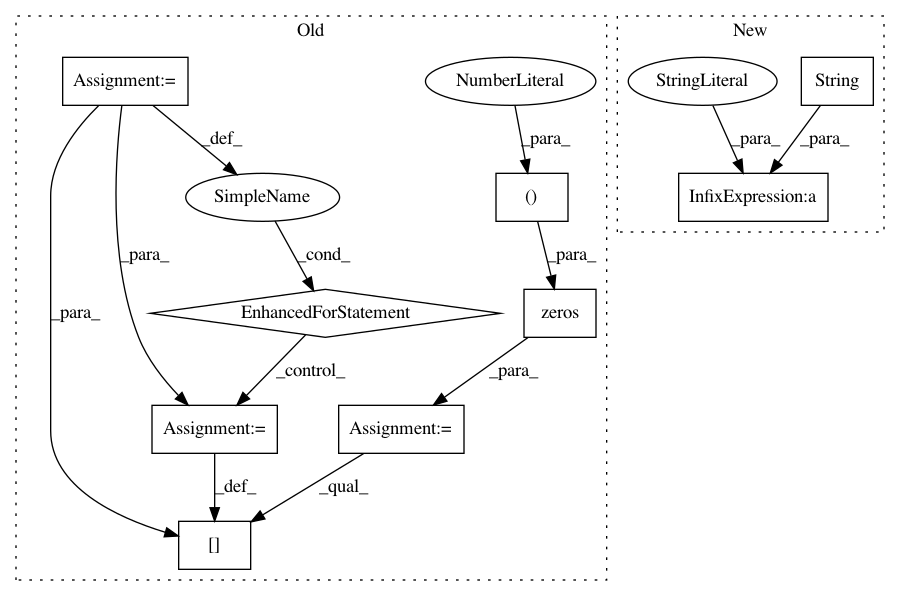 Old
New
Assignment:=
NumberLiteral
StringLiteral
String
_def_
_para_
_para_
_para_
SimpleName
()
InfixExpression:a
_para_
_cond_
_para_
_para_
EnhancedForStatement
zeros
_control_
_para_
Assignment:=
Assignment:=
_def_
_qual_
[]